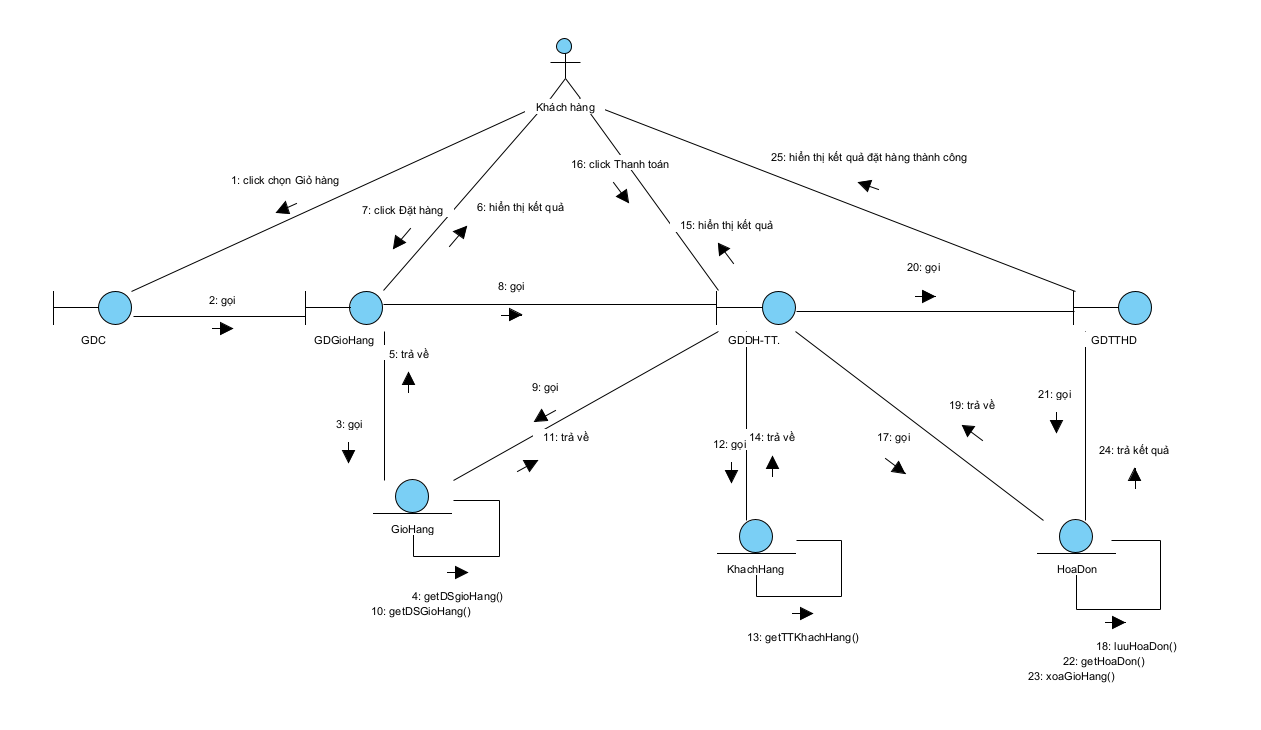 Khách hàng
1: click chọn Giỏ hàng
16: click Thanh toán
25: hiển thị kết quả đặt hàng thành công
7: click Đặt hàng
6: hiển thị kết quả
15: hiển thị kết quả
2: gọi
8: gọi
20: gọi
GDC
GDGioHang
GDDH-TT.
GDTTHD
5: trả về
3: gọi
9: gọi
11: trả về
12: gọi
14: trả về
17: gọi
19: trả về
21: gọi
24: trả kết quả
GioHang
KhachHang
HoaDon
4: getDSgioHang()
10: getDSGioHang()
13: getTTKhachHang()
18: luuHoaDon()
22: getHoaDon()
23: xoaGioHang()